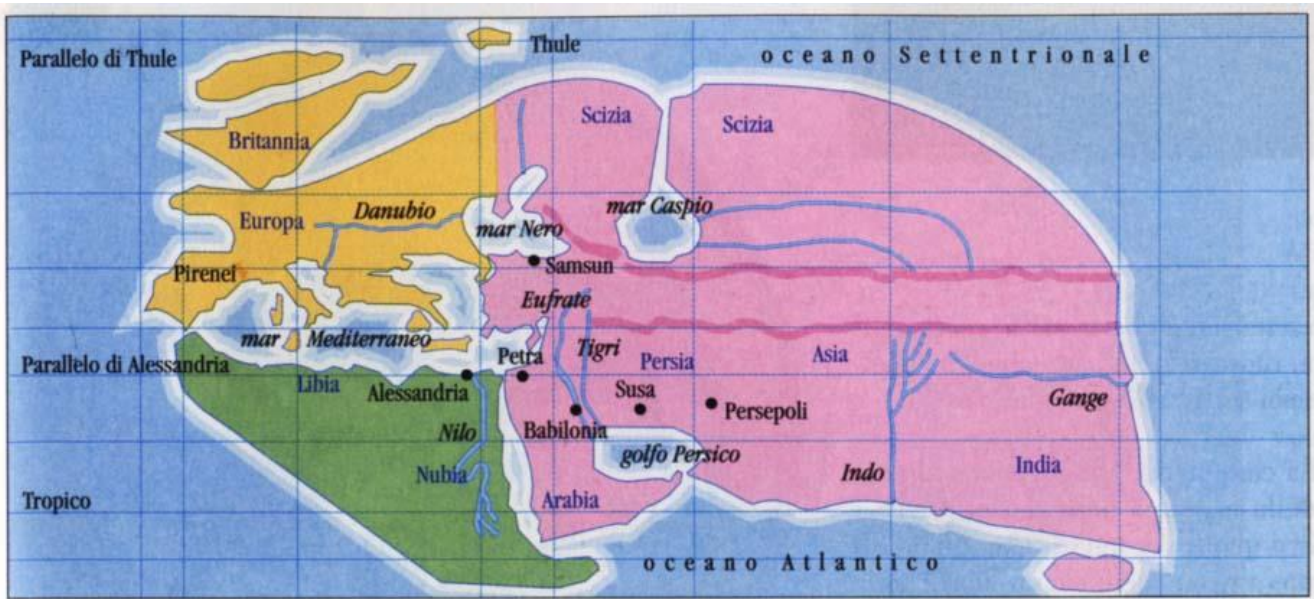 Thule
oceano Settentrionale
Parallelo di Thule
Scizia
Scizia
Britannia
Danubio
mar Caspio
Europa
mar Nero
Pirenei
Samsun
Eufrate
mar Mediterraneo
Tigri
Petra
Persia
Asia
Parallelo di Alessandria
Libia
Alessandria
Susa
Gange
Persepoli
Nilo
Babilonia
golfo Persico
Nubia
Indo
India
Tropico
Arabia
oceano Atlantico